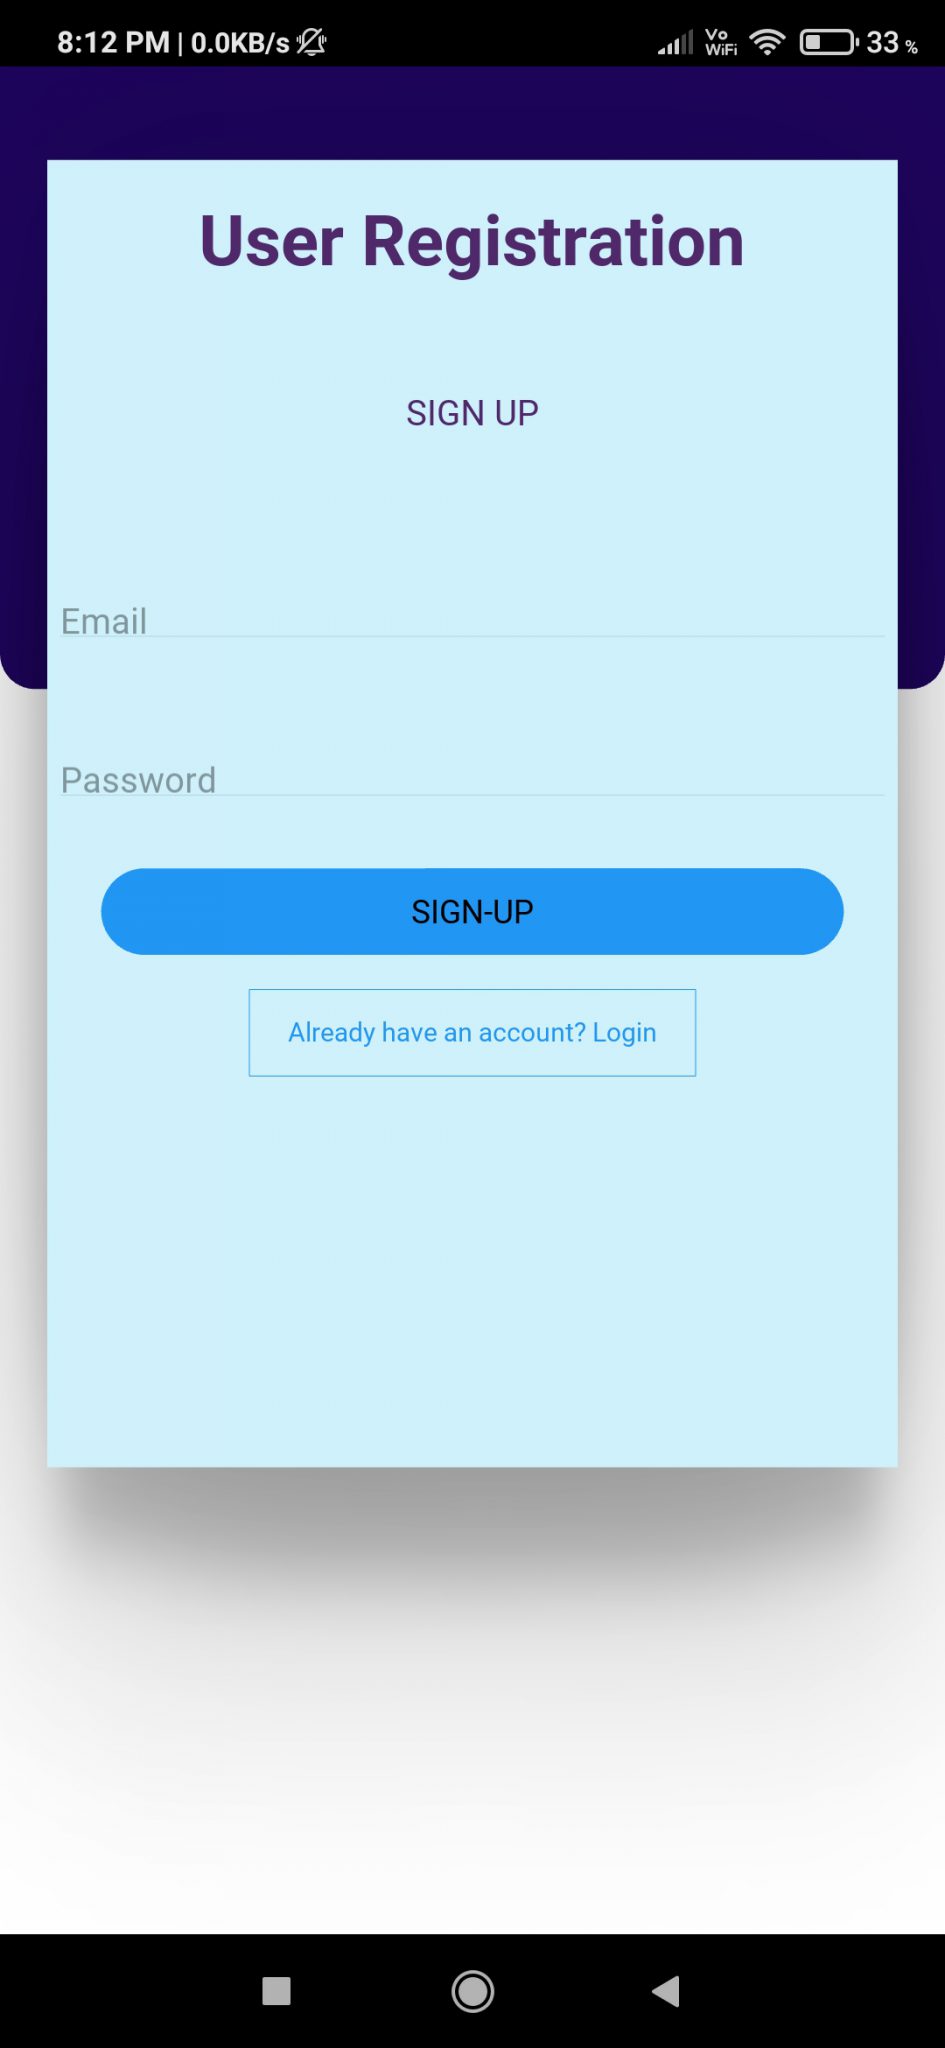 8:12 PM | 0.0KB/s Vo WiFi 33 %
User Registration
SIGN UP
Email
Password
SIGN-UP
Already have an account? Login